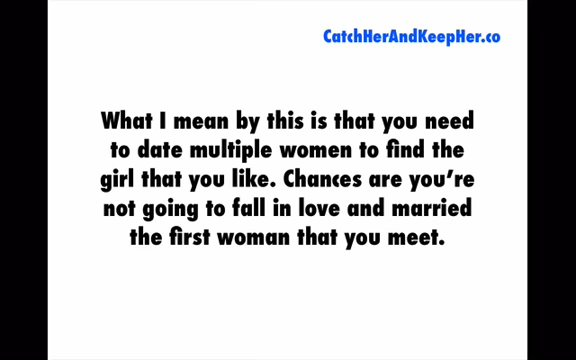 CatchHerAndKeepHer.co
What I mean by this is that you need
to date multiple women to find the
girl that you like. Chances are you're
not going to fall in love and married
the first woman that you meet.